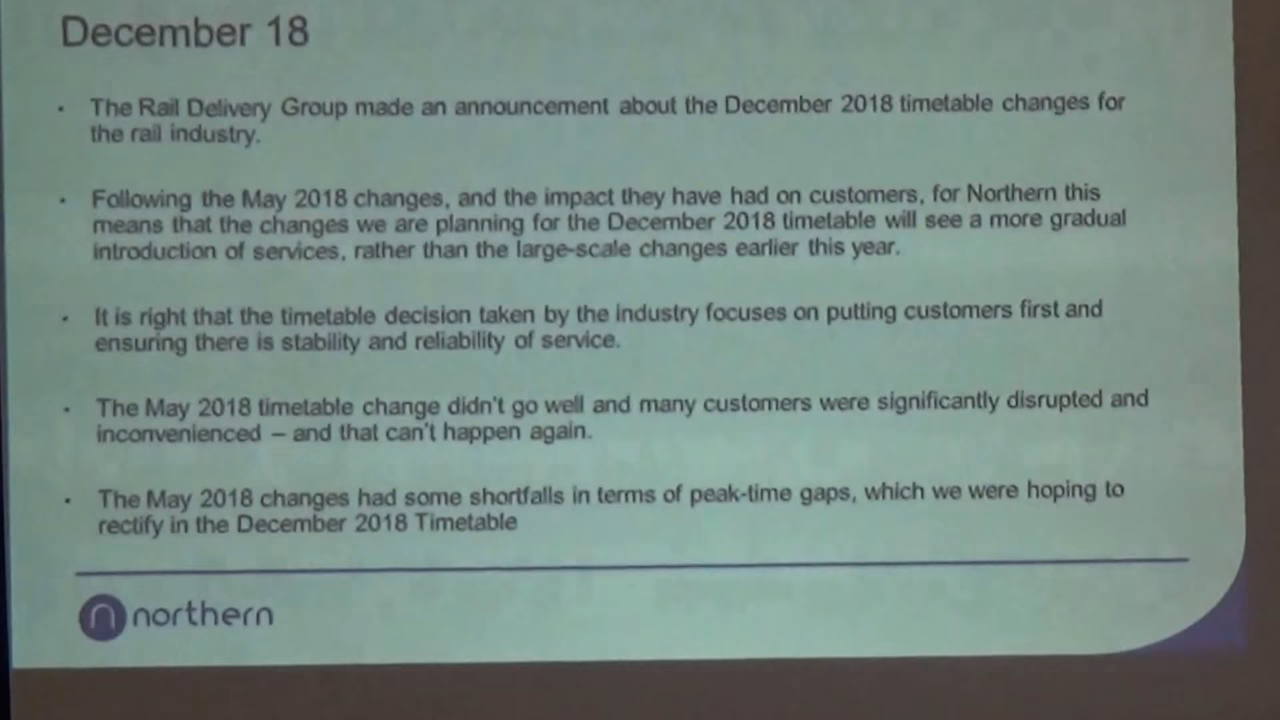 December 18
· The Rail Delivery Group made an announcement about the December 2018 timetable changes for
the rail industry.
· Following the May 2018 changes, and the impact they have had on customers, for Northern this
means that the changes we are planning for the December 2018 timetable will see a more gradual
introduction of services, rather than the large-scale changes earlier this year.
· It is right that the timetable decision taken by the industry focuses on putting customers first and
ensuring there is stability and reliability of service.
· The May 2018 timetable change didn't go well and many customers were significantly disrupted and
inconvenienced – and that can't happen again.
· The May 2018 changes had some shortfalls in terms of peak-time gaps, which we were hoping to
rectify in the December 2018 Timetable
n northern